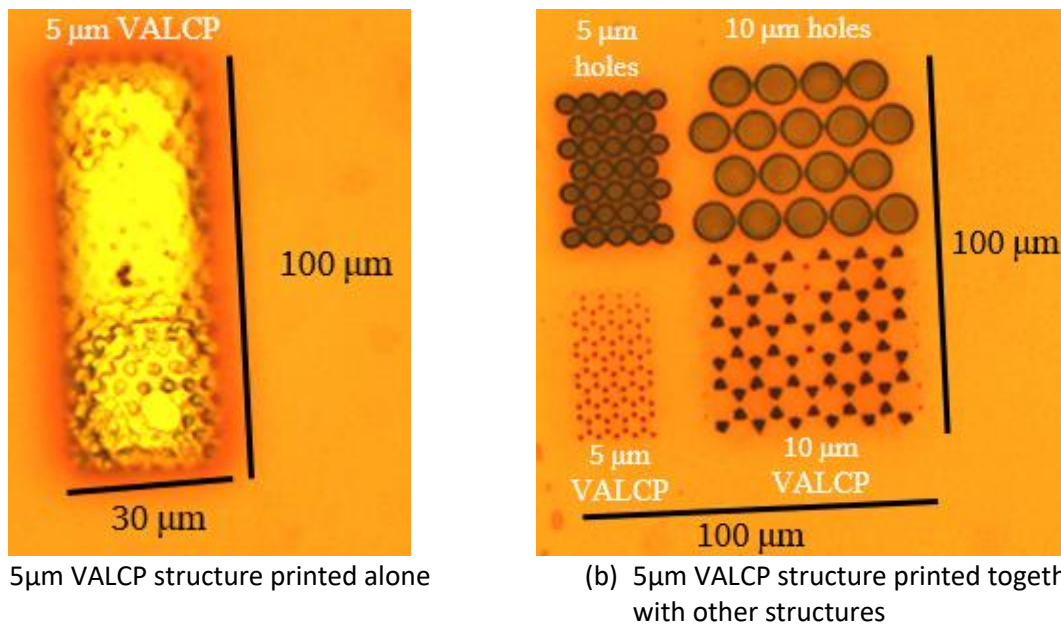 5 μm VALCP
100 μm
30 μm
5 μm
holes
10 μm holes
100 μm
5 μm
VALCP
10 μm
VALCP
100 μm
5μm VALCP structure printed alone
(b) 5μm VALCP structure printed togeth
with other structures